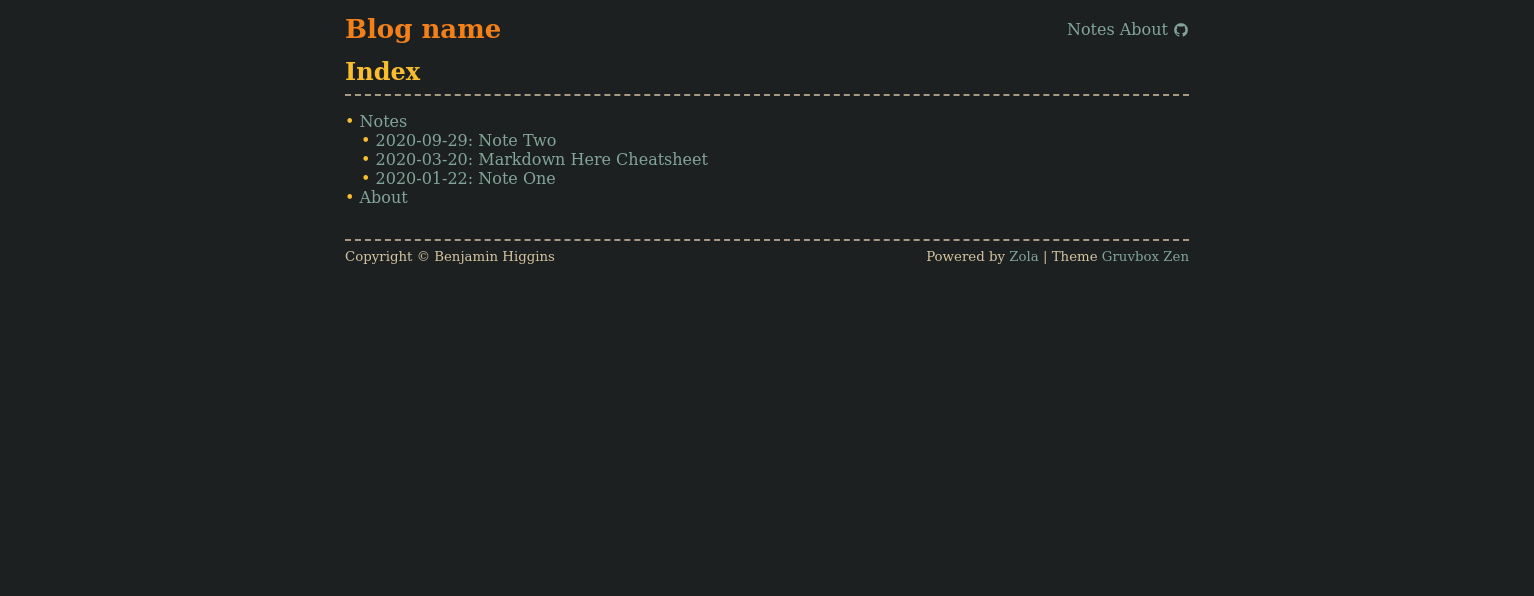 Blog name
Notes About
Index
• Notes
• 2020-09-29: Note Two
• 2020-03-20: Markdown Here Cheatsheet
• 2020-01-22: Note One
• About
Copyright © Benjamin Higgins
Powered by Zola | Theme Gruvbox Zen